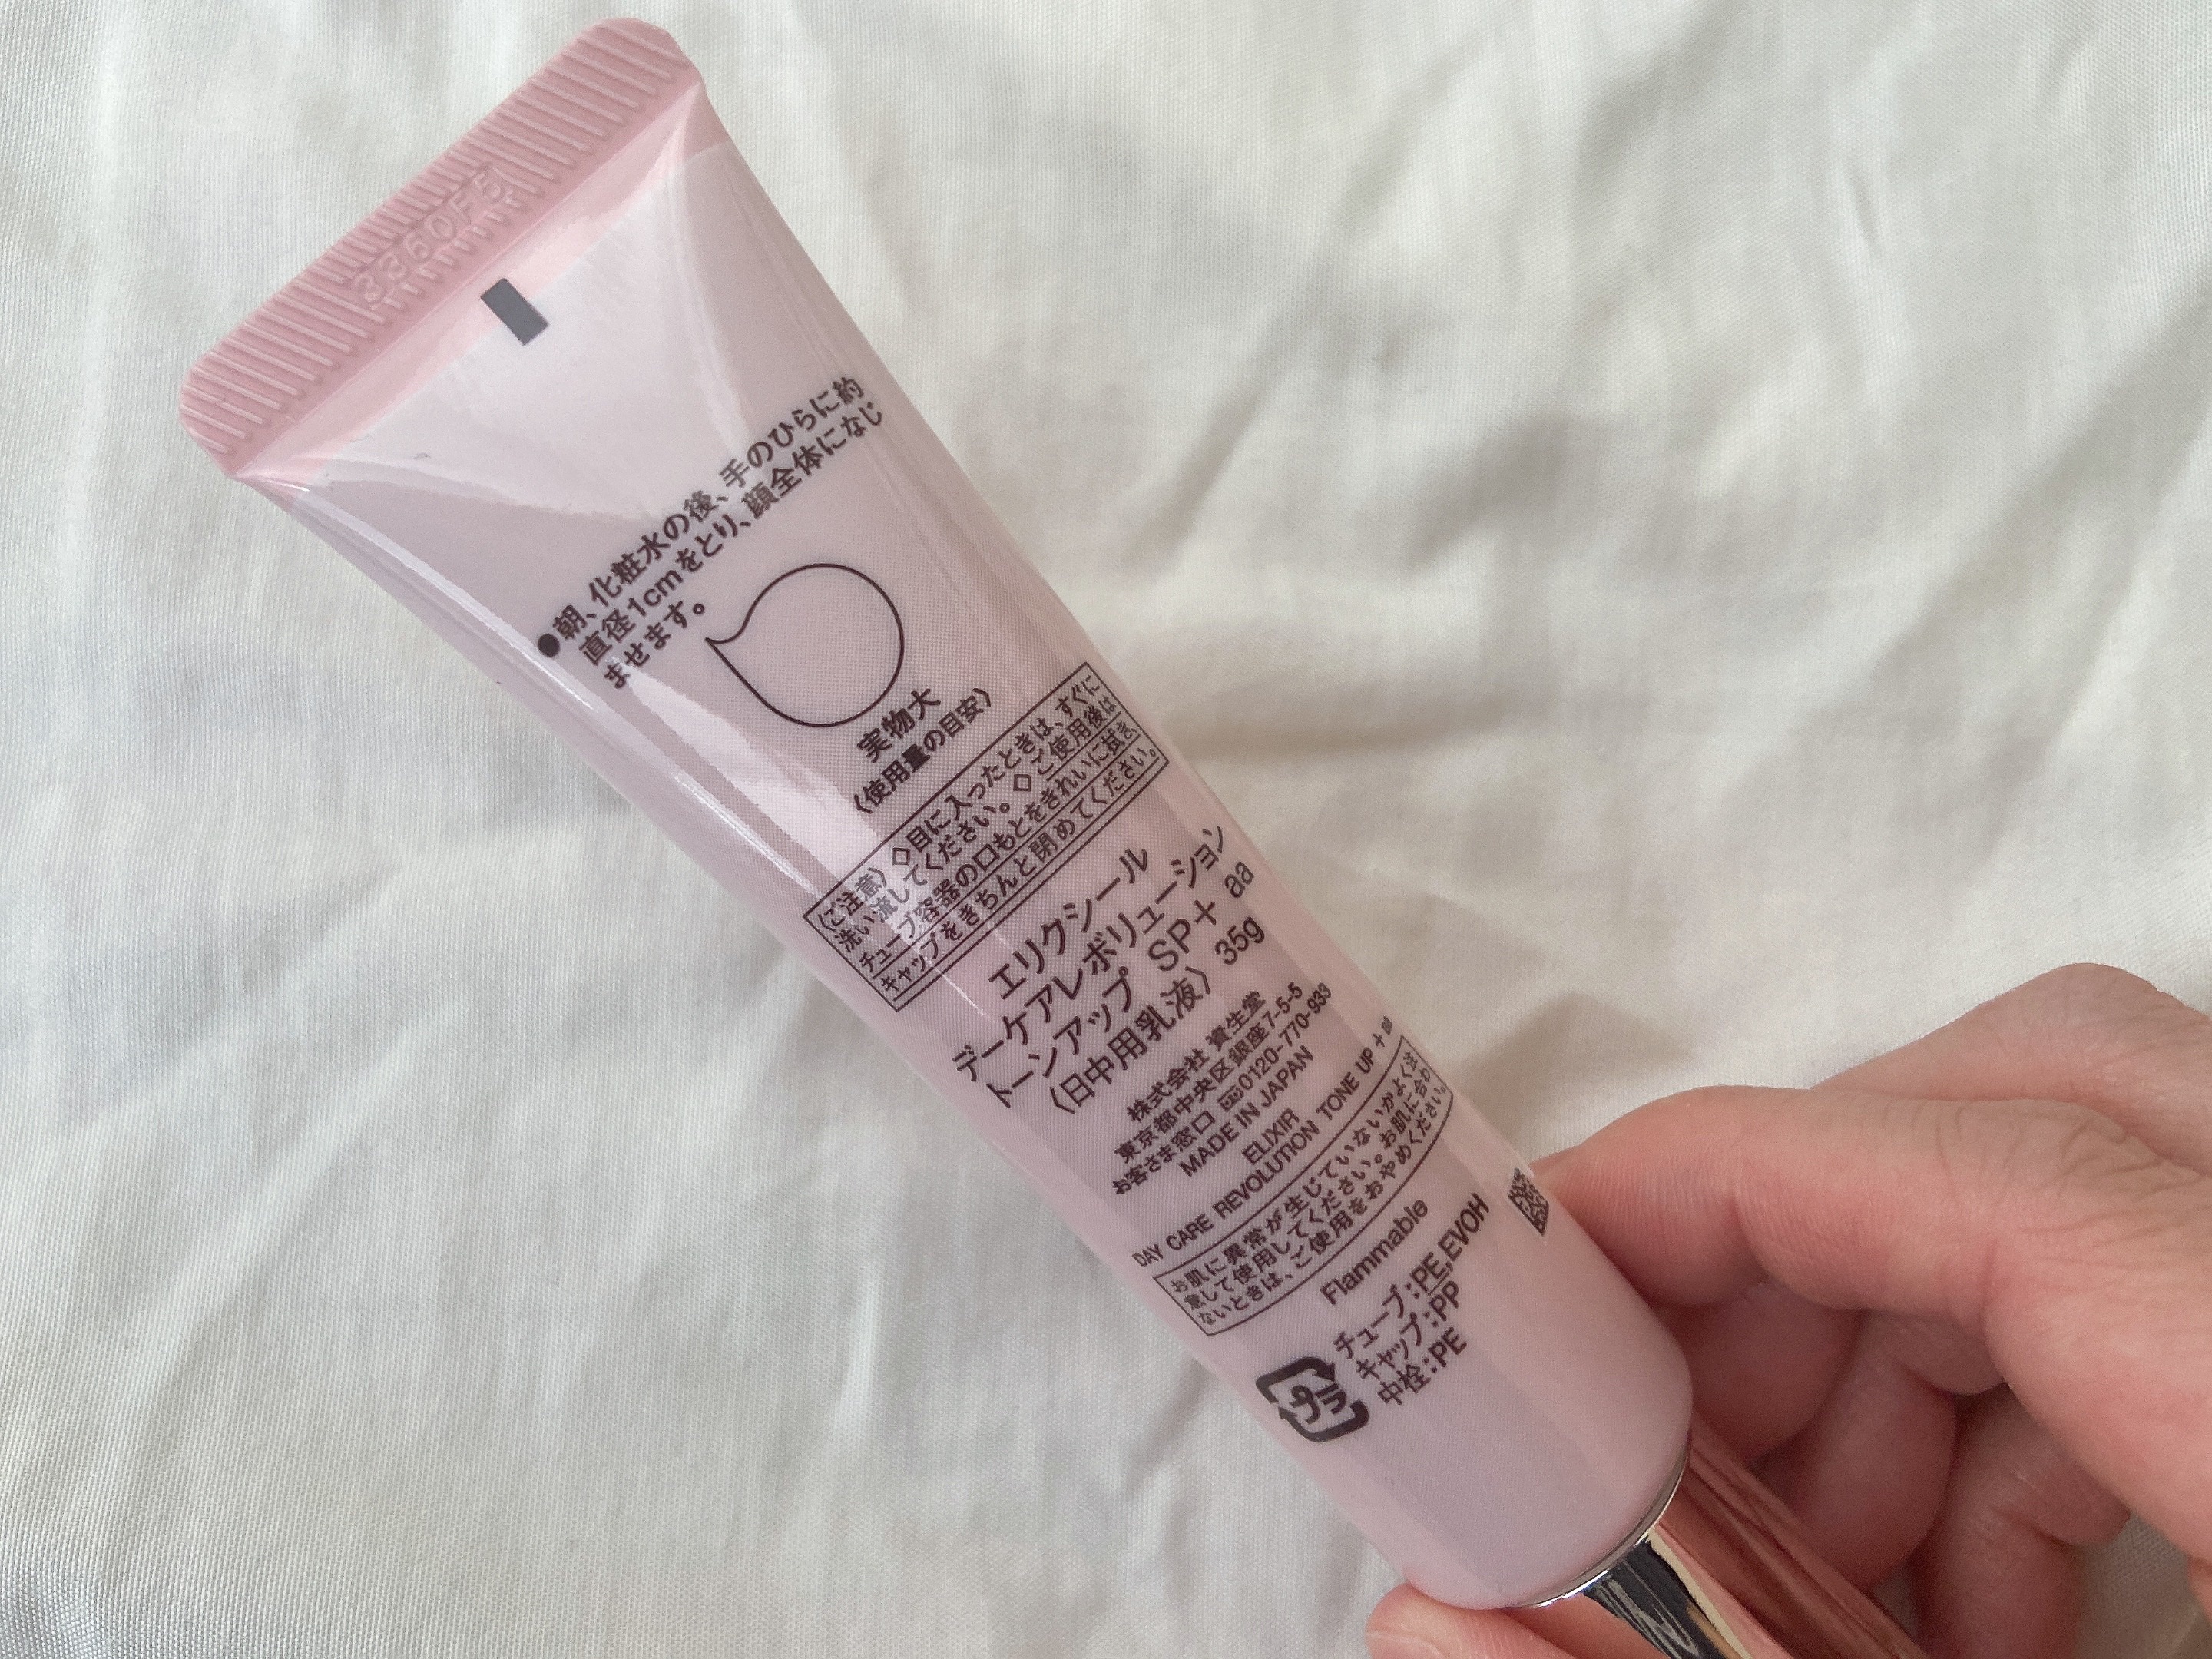 3360F5
●朝、化粧水の後、手のひらに約
直径1cmをとり、顔全体になじ
ませます。
実物大
〈使用量の目安〉
〈ご注意〉◇目に入ったときは、すぐに
洗い流してください。◇ご使用後は
チューブ容器の口もとをきれいに拭き、
キャップをきちんと閉めてください。
エリクシール
デーケアレボリューション
トーンアップ SP+ aa
〈日中用乳液〉 35g
株式会社 資生堂
東京都中央区銀座7-5-5
お客さま窓口 0120-770-933
MADE IN JAPAN
ELIXIR
DAY CARE REVOLUTION TONE UP +
お肌に異常が生じていないかよく注
意して使用してください。お肌に合わ
ないときは、ご使用をおやめください。
Flammable
チューブ:PE,EVOH
キャップ:PP
中栓:PE
プラ